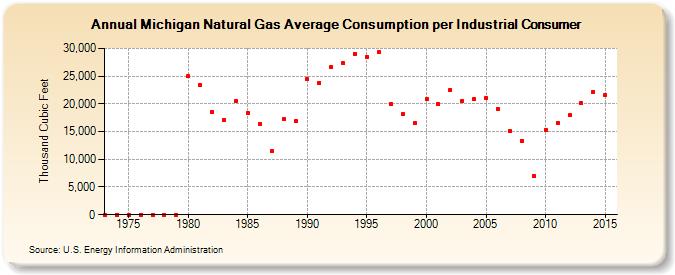 Annual Michigan Natural Gas Average Consumption per Industrial Consumer
Thousand Cubic Feet
30,000
25,000
20,000
15,000
10,000
5,000
0
1975 1980 1985 1990 1995 2000 2005 2010 2015
Source: U.S. Energy Information Administration